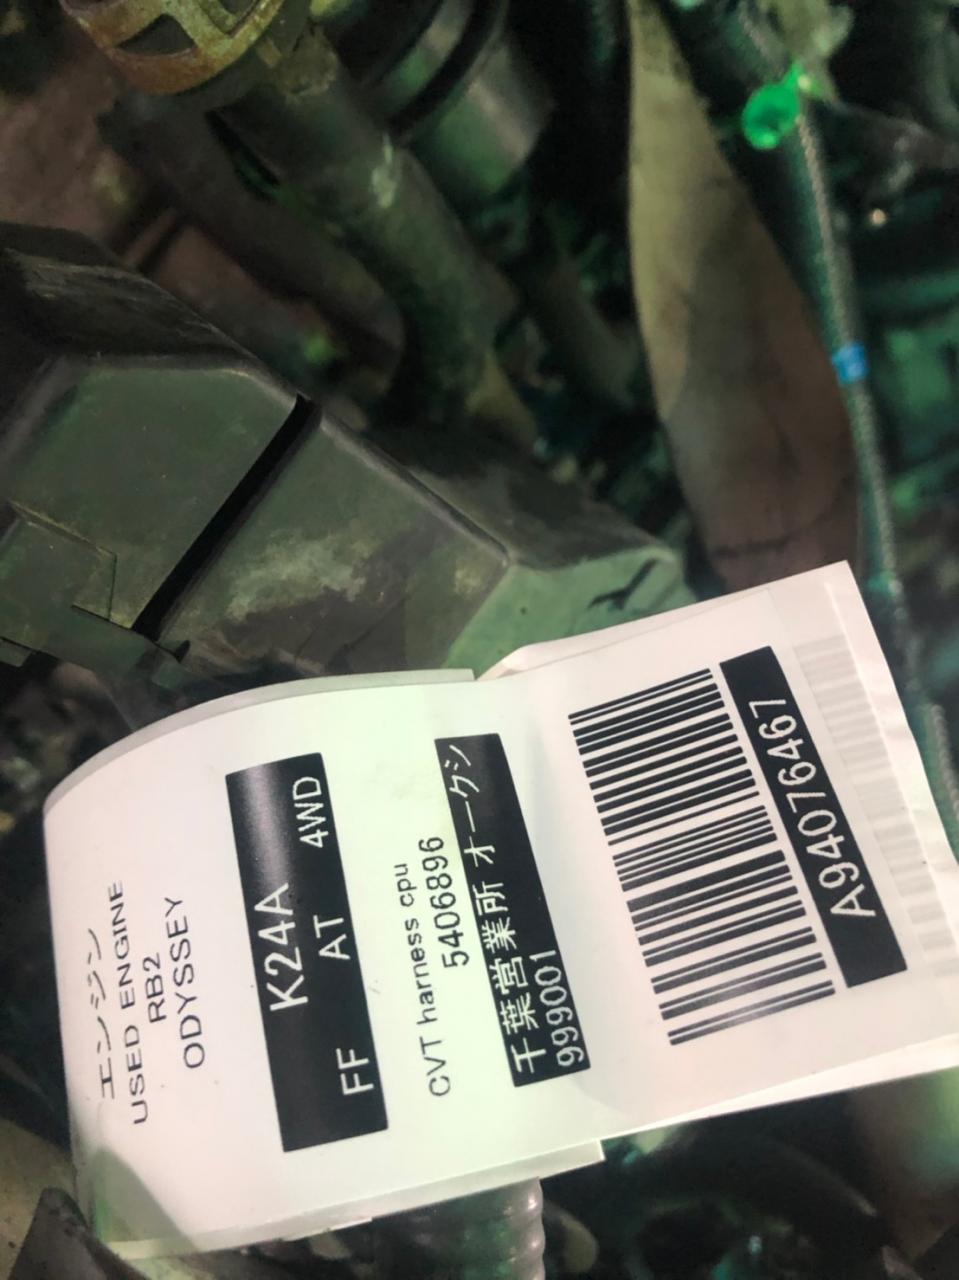 エンジン
USED ENGINE
RB2
ODYSSEY
K24A
FF AT 4WD
CVT harness cpu
5406896
千葉営業所 オークシ
999001
A94076467